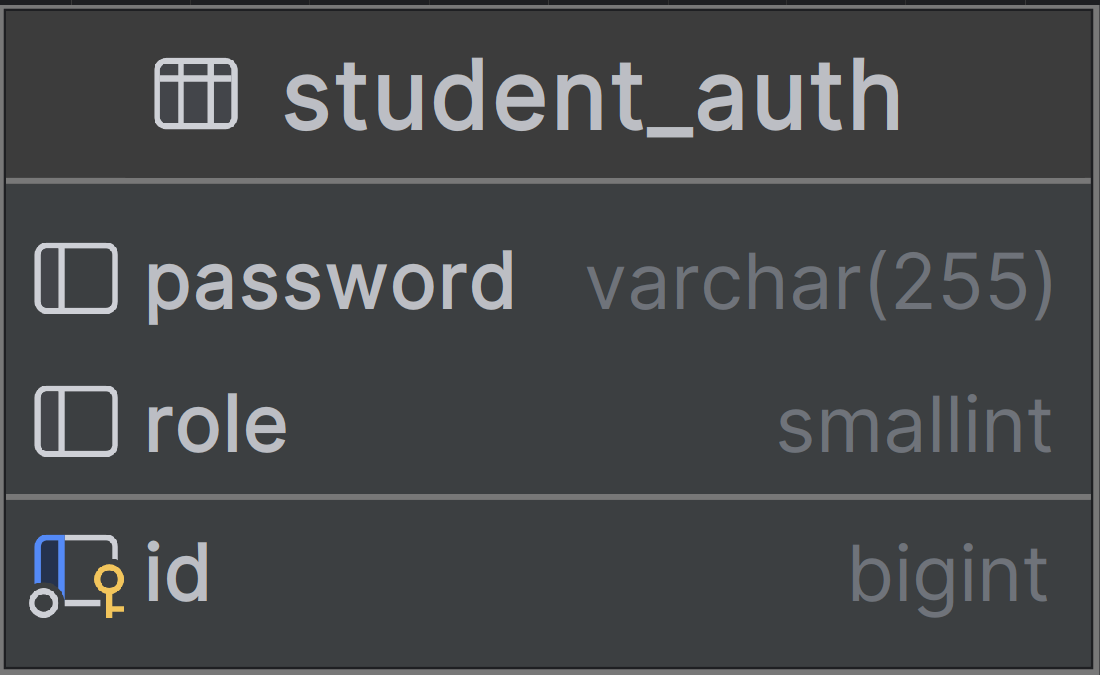 student_auth
password varchar(255)
role smallint
id bigint